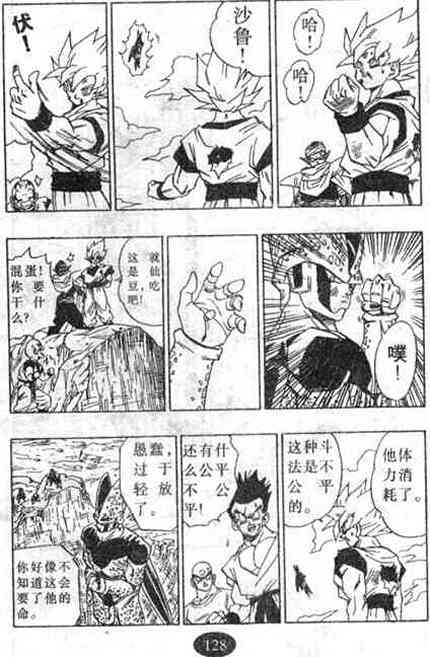 哈！
哈！
沙鲁！
伏！
噗！
这就
是仙
豆吃
吧！
混蛋！
你要
干什
么？
他体
力消
耗了。
这种斗
法是不
公平
的。
还有什
么公平
不公
平！
愚蠢，
过于
轻放
了。
你好像不
知道这会
要了他的
命。
128